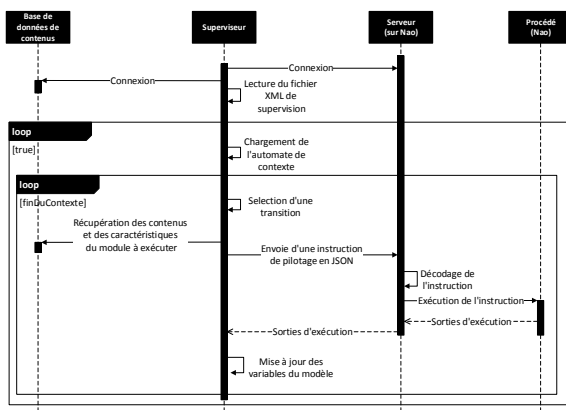 Base de
données de
contenus
Superviseur
Serveur
(sur Nao)
Procédé
(Nao)
Connexion
Connexion
Lecture du fichier
XML de
supervision
loop
[true]
Chargement de
l'automate de
contexte
loop
[finDuContexte]
Selection d'une
transition
Récupération des contenus
et des caractéristiques
du module à exécuter
Envoie d'une instruction
de pilotage en JSON
Décodage de
l'instruction
Exécution de l'instruction
Sorties d'exécution
Sorties d'exécution
Mise à jour des
variables du modèle